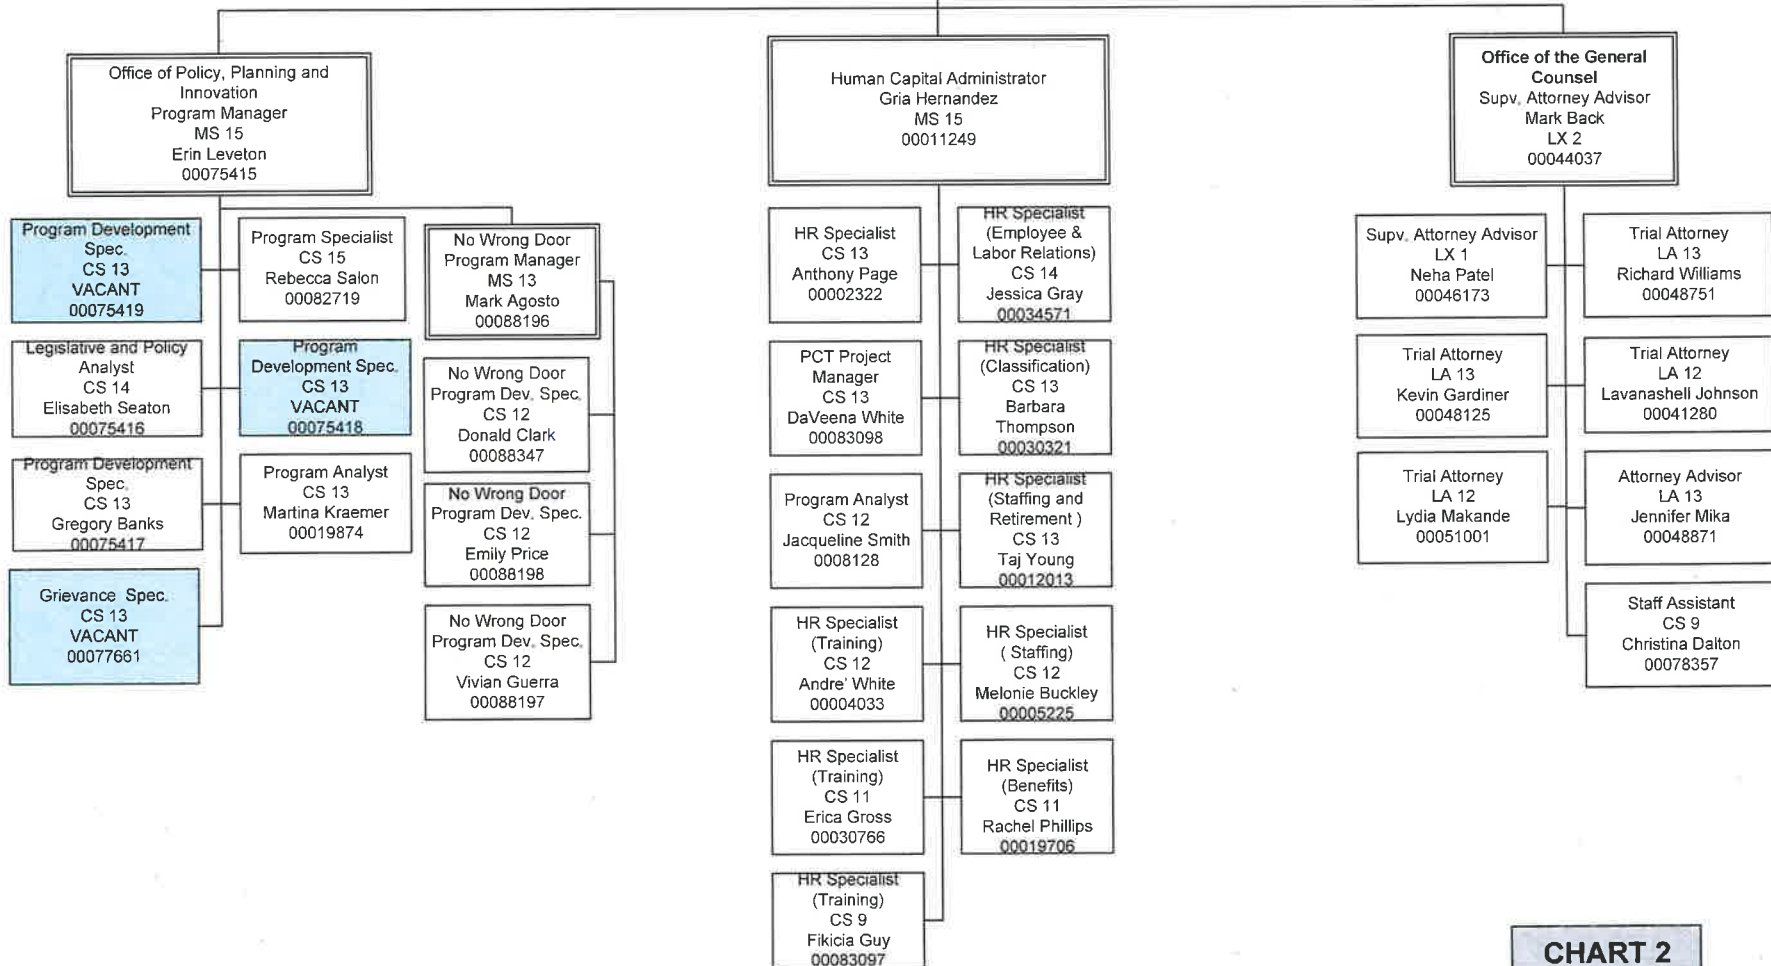 Office of Policy, Planning and
Innovation
Program Manager
MS 15
Erin Leveton
00075415
Program Development
Spec.
CS 13
VACANT
00075419
Program Specialist
CS 15
Rebecca Salon
00082719
Legislative and Policy
Analyst
CS 14
Elisabeth Seaton
00075416
Program
Development Spec.
CS 13
VACANT
00075418
Program Development
Spec.
CS 13
Gregory Banks
00075417
Program Analyst
CS 13
Martina Kraemer
00019874
Grievance Spec.
CS 13
VACANT
00077661
No Wrong Door
Program Manager
MS 13
Mark Agosto
00088196
No Wrong Door
Program Dev. Spec.
CS 12
Donald Clark
00088347
No Wrong Door
Program Dev. Spec.
CS 12
Emily Price
00088198
No Wrong Door
Program Dev. Spec.
CS 12
Vivian Guerra
00088197
Human Capital Administrator
Gria Hernandez
MS 15
00011249
HR Specialist
CS 13
Anthony Page
00002322
HR Specialist
(Employee &
Labor Relations)
CS 14
Jessica Gray
00034571
PCT Project
Manager
CS 13
DaVeena White
00083098
HR Specialist
(Classification)
CS 13
Barbara
Thompson
00030321
Program Analyst
CS 12
Jacqueline Smith
0008128
HR Specialist
(Staffing and
Retirement )
CS 13
Taj Young
00012013
HR Specialist
(Training)
CS 12
Andre' White
00004033
HR Specialist
( Staffing)
CS 12
Melonie Buckley
00005225
HR Specialist
(Training)
CS 11
Erica Gross
00030766
HR Specialist
(Benefits)
CS 11
Rachel Phillips
00019706
HR Specialist
(Training)
CS 9
Fikicia Guy
00083097
Office of the General
Counsel
Supv. Attorney Advisor
Mark Back
LX 2
00044037
Supv. Attorney Advisor
LX 1
Neha Patel
00046173
Trial Attorney
LA 13
Richard Williams
00048751
Trial Attorney
LA 13
Kevin Gardiner
00048125
Trial Attorney
LA 12
Lavanashell Johnson
00041280
Trial Attorney
LA 12
Lydia Makande
00051001
Attorney Advisor
LA 13
Jennifer Mika
00048871
Staff Assistant
CS 9
Christina Dalton
00078357
CHART 2